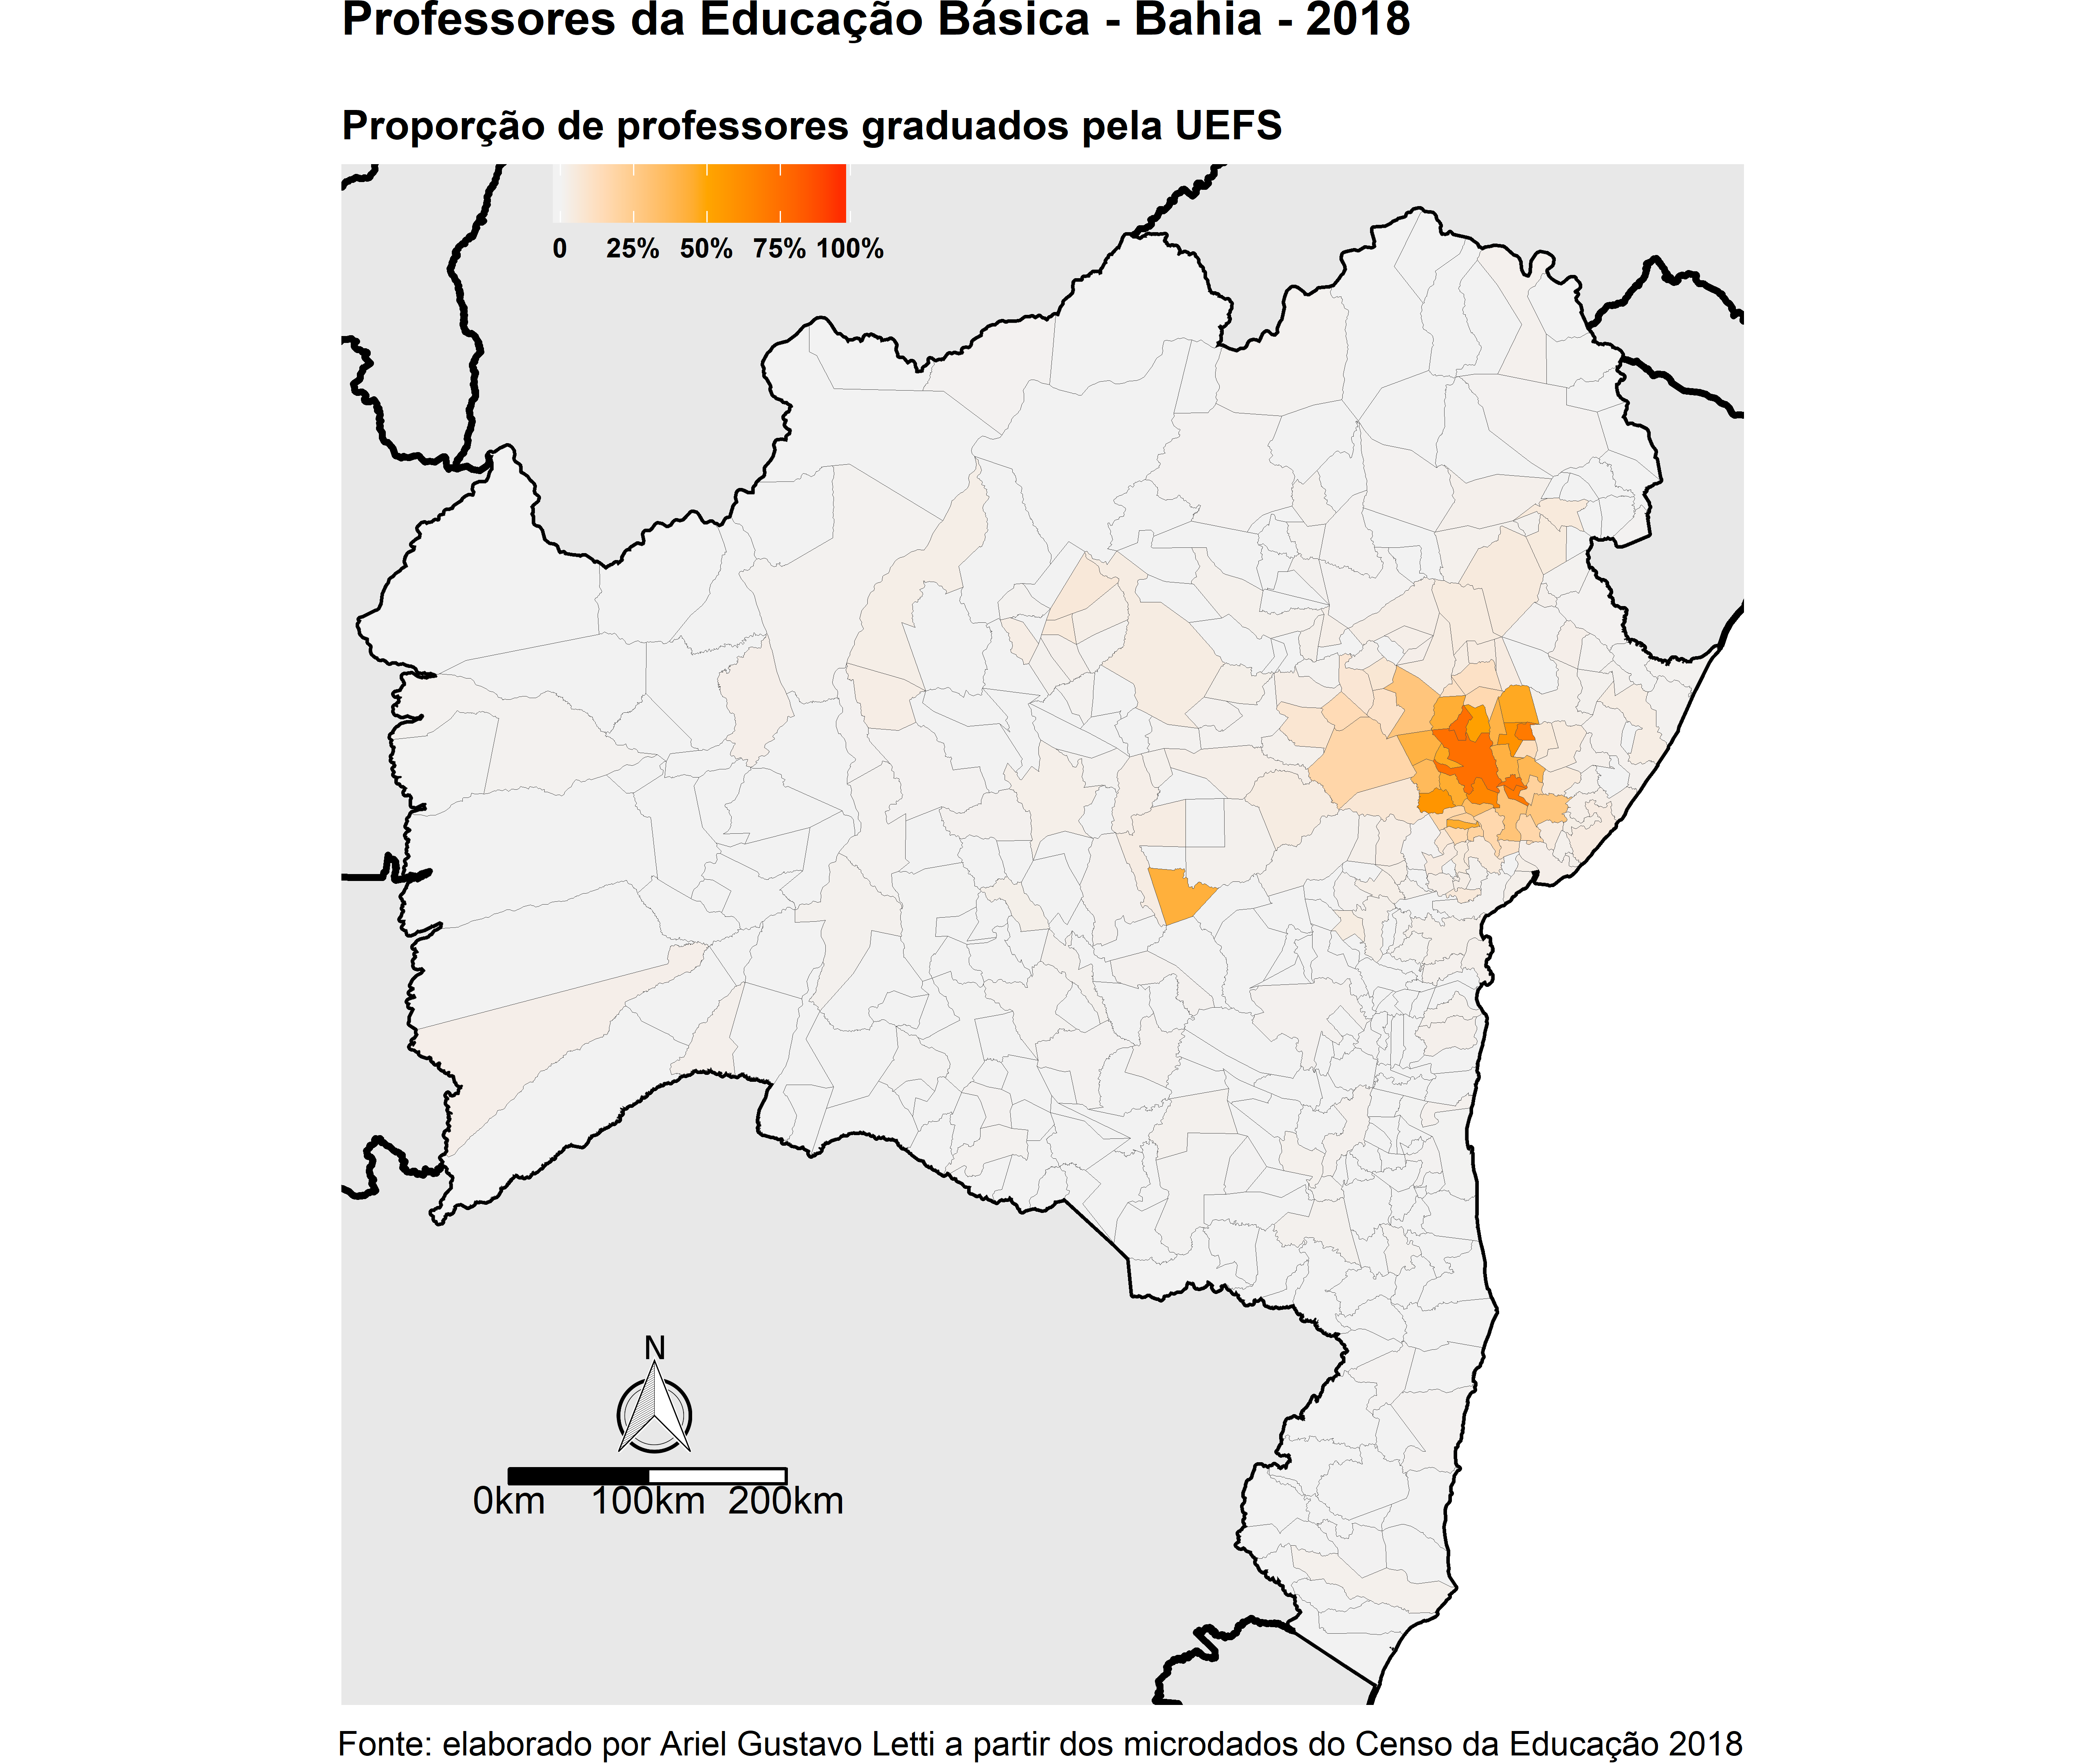 Professores da Educação Básica - Bahia - 2018
Proporção de professores graduados pela UEFS
0 25% 50% 75% 100%
N
0km 100km 200km
Fonte: elaborado por Ariel Gustavo Letti a partir dos microdados do Censo da Educação 2018